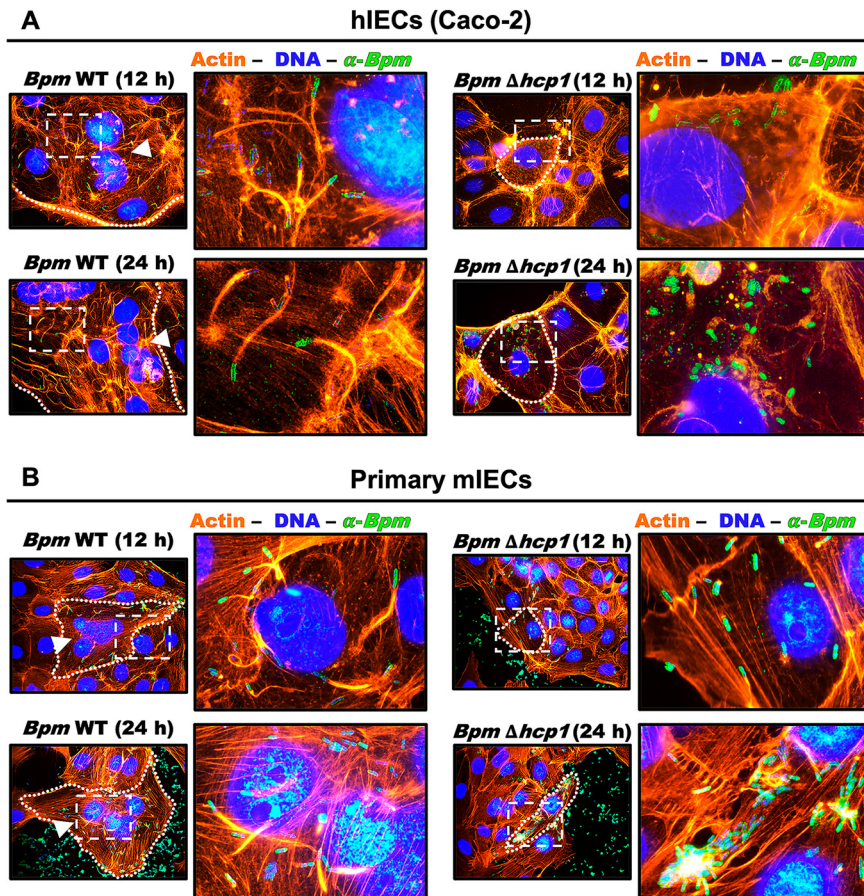 A
hIECs (Caco-2)
Bpm WT (12 h)
Actin – DNA – α-Bpm
Bpm Δhcp1 (12 h)
Actin – DNA – α-Bpm
Bpm WT (24 h)
Bpm Δhcp1 (24 h)
B
Primary mIECs
Bpm WT (12 h)
Actin – DNA – α-Bpm
Bpm Δhcp1 (12 h)
Actin – DNA – α-Bpm
Bpm WT (24 h)
Bpm Δhcp1 (24 h)